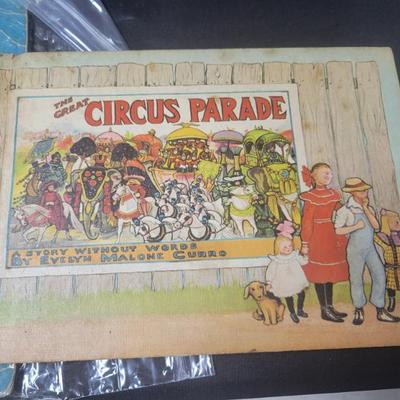 THE GREAT
CIRCUS PARADE
A STORY WITHOUT WORDS
BY EVELYN MALONE CURRO